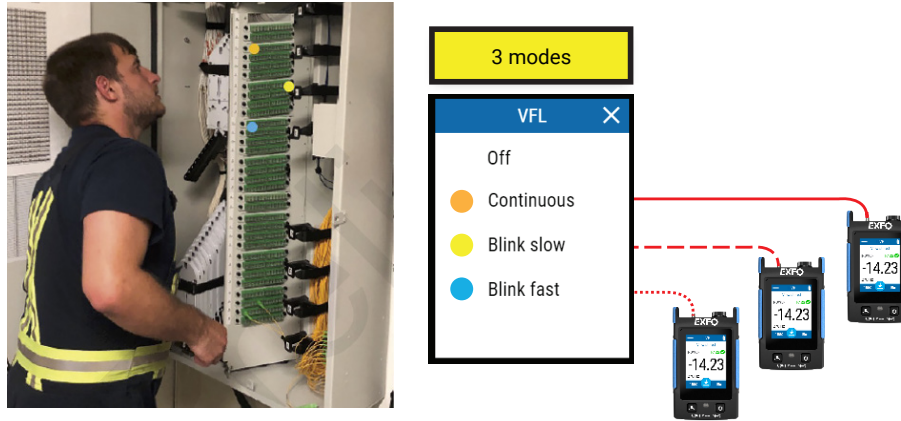 3 modes
VFL
Off
Continuous
Blink slow
Blink fast
EXFO
-14.23
EXFO
-14.23
EXFO
-14.23